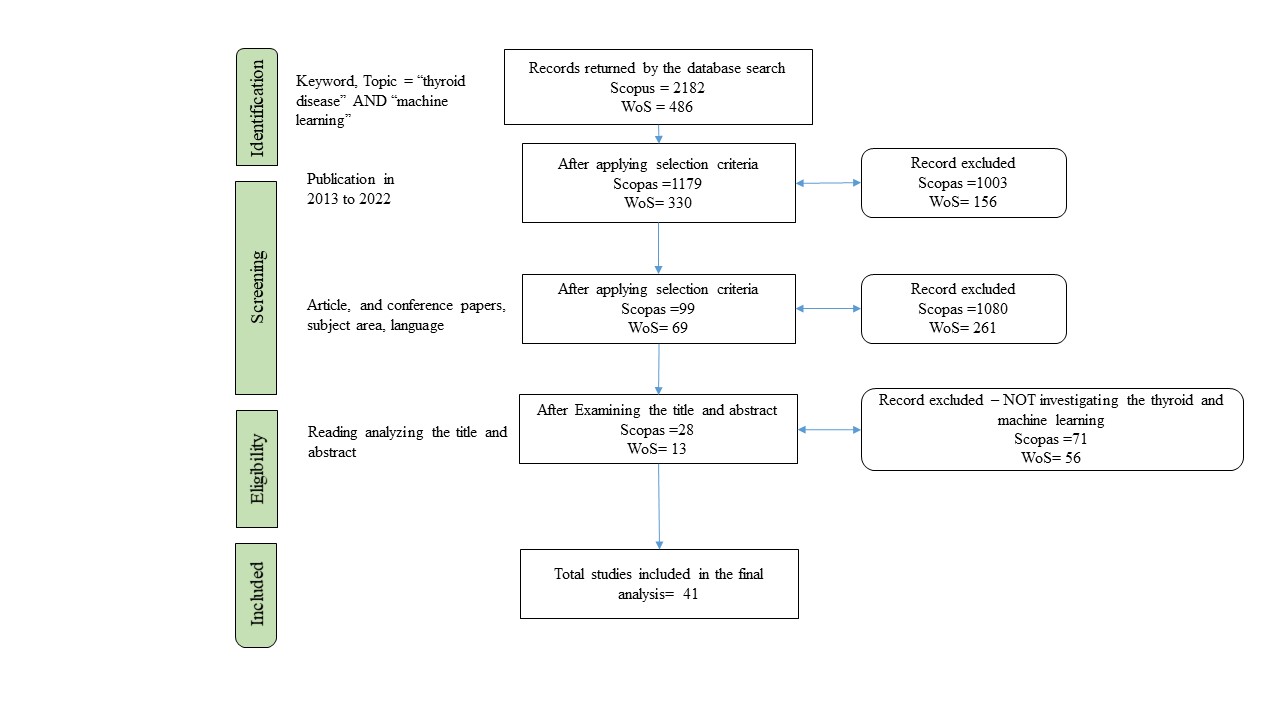 Identification
Keyword, Topic = “thyroid
disease” AND “machine
learning”
Records returned by the database search
Scopus = 2182
WoS = 486
Screening
Publication in
2013 to 2022
After applying selection criteria
Scopas =1179
WoS= 330
Record excluded
Scopas =1003
WoS= 156
Article, and conference papers,
subject area, language
After applying selection criteria
Scopas =99
WoS= 69
Record excluded
Scopas =1080
WoS= 261
Eligibility
Reading analyzing the title and
abstract
After Examining the title and abstract
Scopas =28
WoS= 13
Record excluded – NOT investigating the thyroid and
machine learning
Scopas =71
WoS= 56
Included
Total studies included in the final
analysis= 41